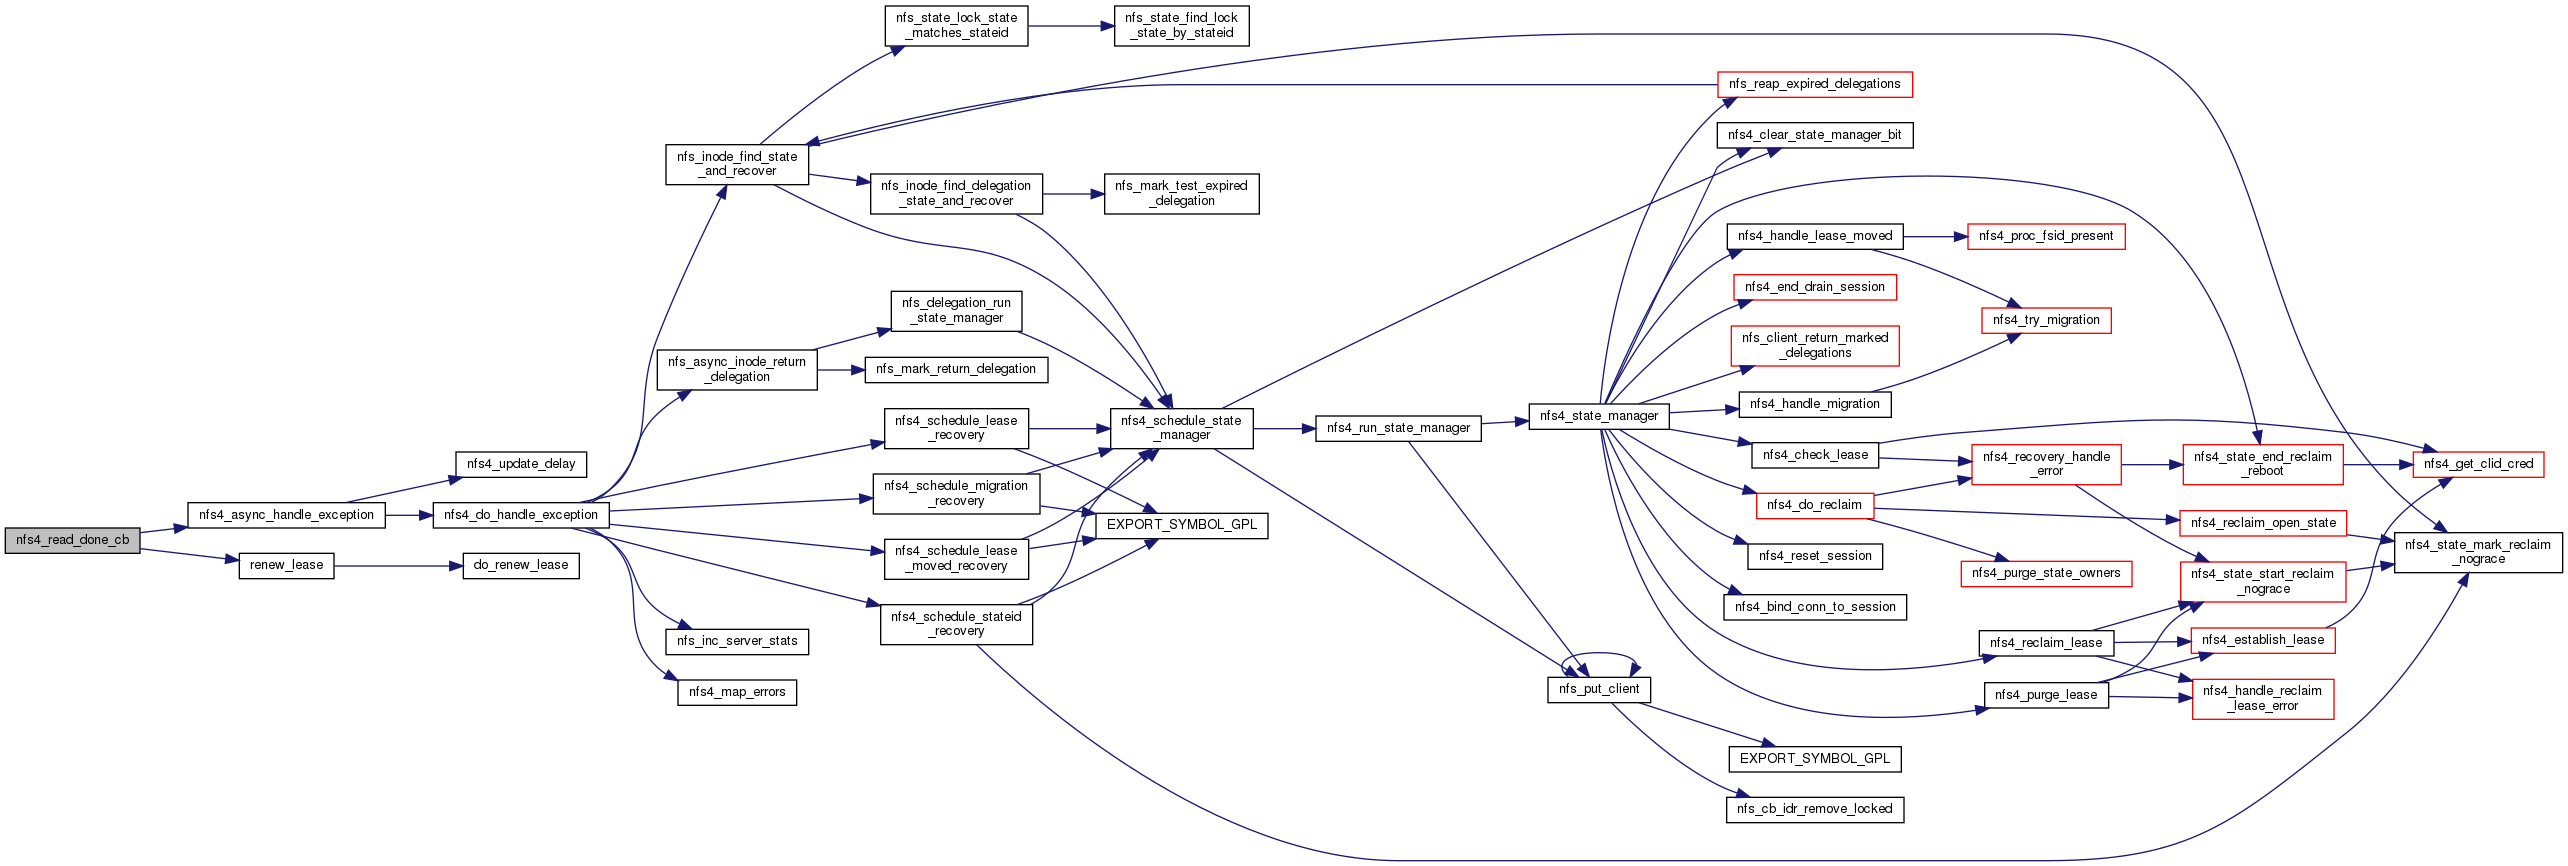 nfs4_read_done_cb
nfs4_async_handle_exception
renew_lease
nfs4_update_delay
nfs4_do_handle_exception
do_renew_lease
nfs_inode_find_state
_and_recover
nfs_async_inode_return
_delegation
nfs_inc_server_stats
nfs4_map_errors
nfs_state_lock_state
_matches_stateid
nfs_inode_find_delegation
_state_and_recover
nfs_delegation_run
_state_manager
nfs_mark_return_delegation
nfs4_schedule_lease
_recovery
nfs4_schedule_migration
_recovery
nfs4_schedule_lease
_moved_recovery
nfs4_schedule_stateid
_recovery
nfs_state_find_lock
_state_by_stateid
nfs_mark_test_expired
_delegation
nfs4_schedule_state
_manager
EXPORT_SYMBOL_GPL
nfs4_run_state_manager
nfs4_state_manager
nfs_put_client
nfs_reap_expired_delegations
nfs4_clear_state_manager_bit
nfs4_handle_lease_moved
nfs4_end_drain_session
nfs_client_return_marked
_delegations
nfs4_handle_migration
nfs4_check_lease
nfs4_do_reclaim
nfs4_reset_session
nfs4_bind_conn_to_session
EXPORT_SYMBOL_GPL
nfs_cb_idr_remove_locked
nfs4_proc_fsid_present
nfs4_try_migration
nfs4_recovery_handle
_error
nfs4_purge_state_owners
nfs4_reclaim_lease
nfs4_purge_lease
nfs4_state_end_reclaim
_reboot
nfs4_reclaim_open_state
nfs4_state_start_reclaim
_nograce
nfs4_establish_lease
nfs4_handle_reclaim
_lease_error
nfs4_get_clid_cred
nfs4_state_mark_reclaim
_nograce